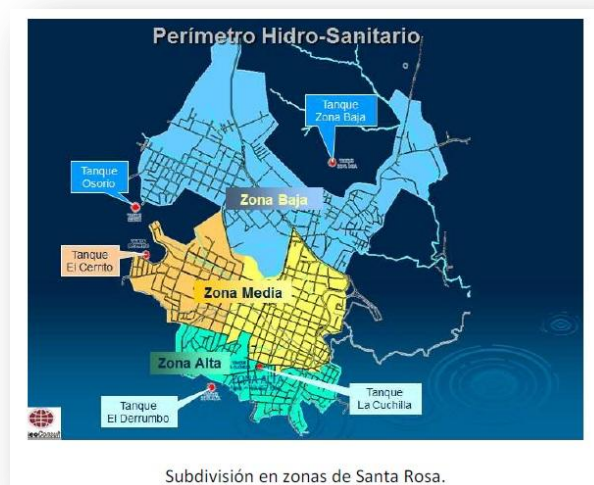 Perímetro Hidro-Sanitario
Tanque
Zona Baja
Tanque
Osorio
Zona Baja
Tanque
El Cerrito
Zona Media
Zona Alta
Tanque
La Cuchilla
Tanque
El Derrumbo
Subdivisión en zonas de Santa Rosa.